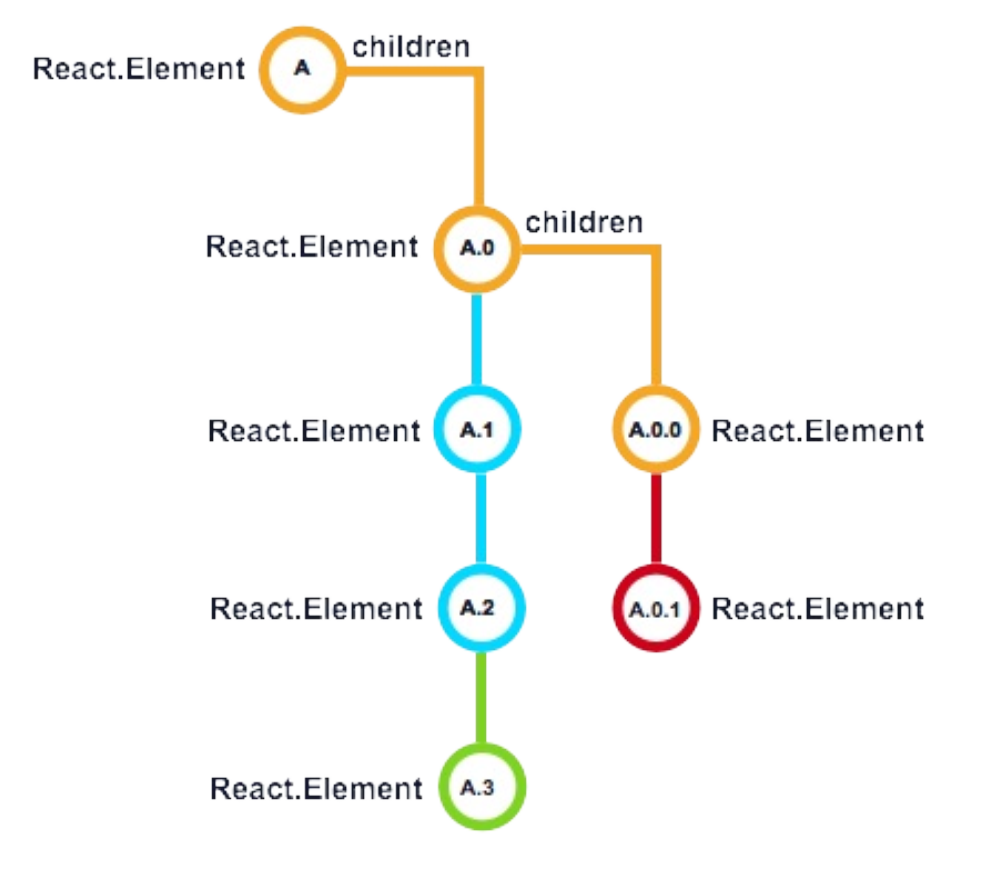 children
React.Element A
children
React.Element A.0
React.Element A.1 A.0.0 React.Element
React.Element A.2 A.0.1 React.Element
React.Element A.3